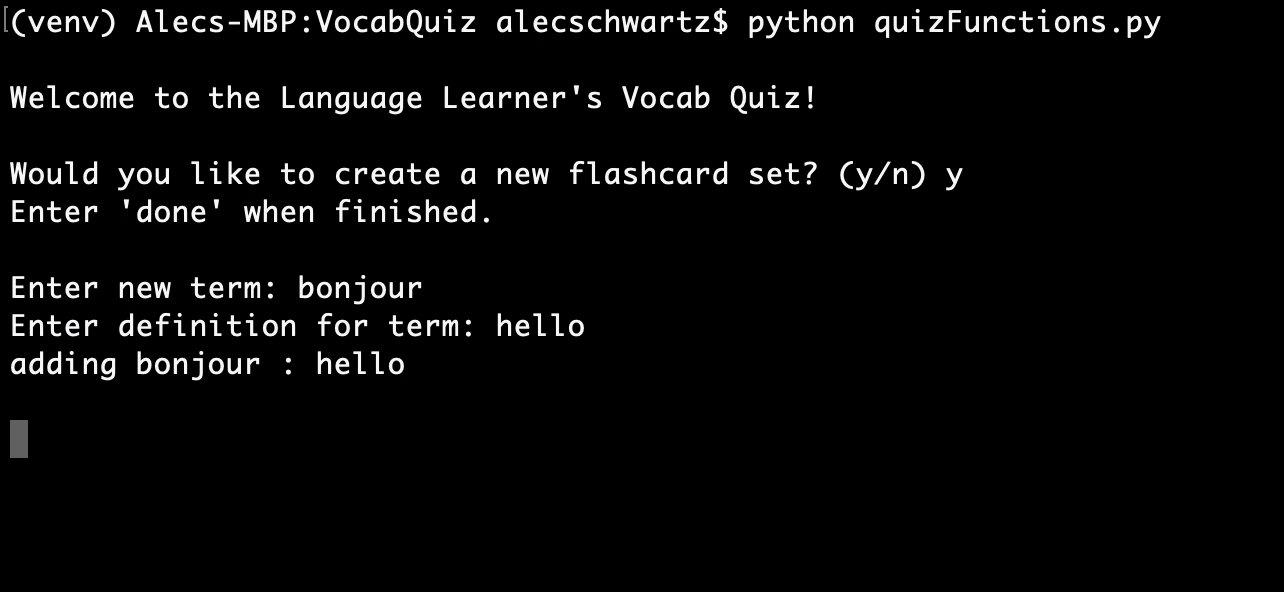 (venv) Alecs-MBP:VocabQuiz alecschwartz$ python quizFunctions.py
Welcome to the Language Learner's Vocab Quiz!
Would you like to create a new flashcard set? (y/n) y
Enter 'done' when finished.
Enter new term: bonjour
Enter definition for term: hello
adding bonjour : hello